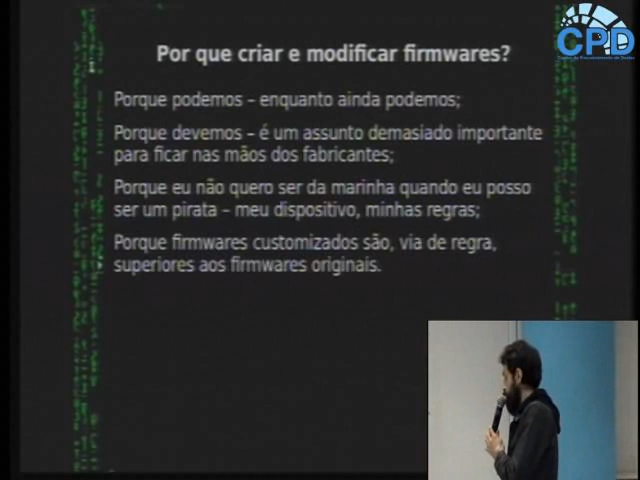 CPD
Por que criar e modificar firmwares?
Porque podemos – enquanto ainda podemos;
Porque devemos – é um assunto demasiado importante
para ficar nas mãos dos fabricantes;
Porque eu não quero ser da marinha quando eu posso
ser um pirata – meu dispositivo, minhas regras;
Porque firmwares customizados são, via de regra,
superiores aos firmwares originais.